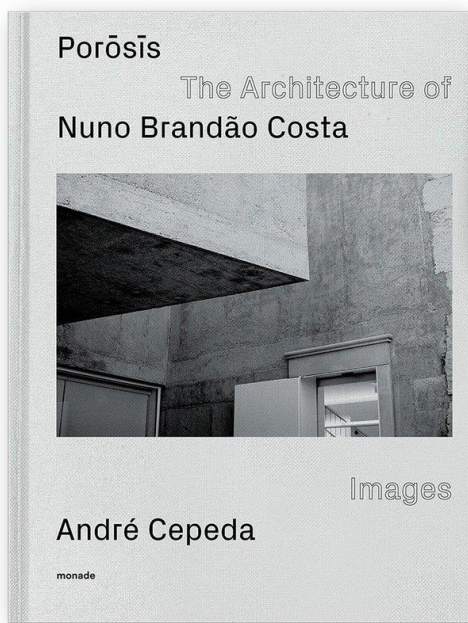 Porōsīs
The Architecture of
Nuno Brandão Costa
Images
André Cepeda
monade